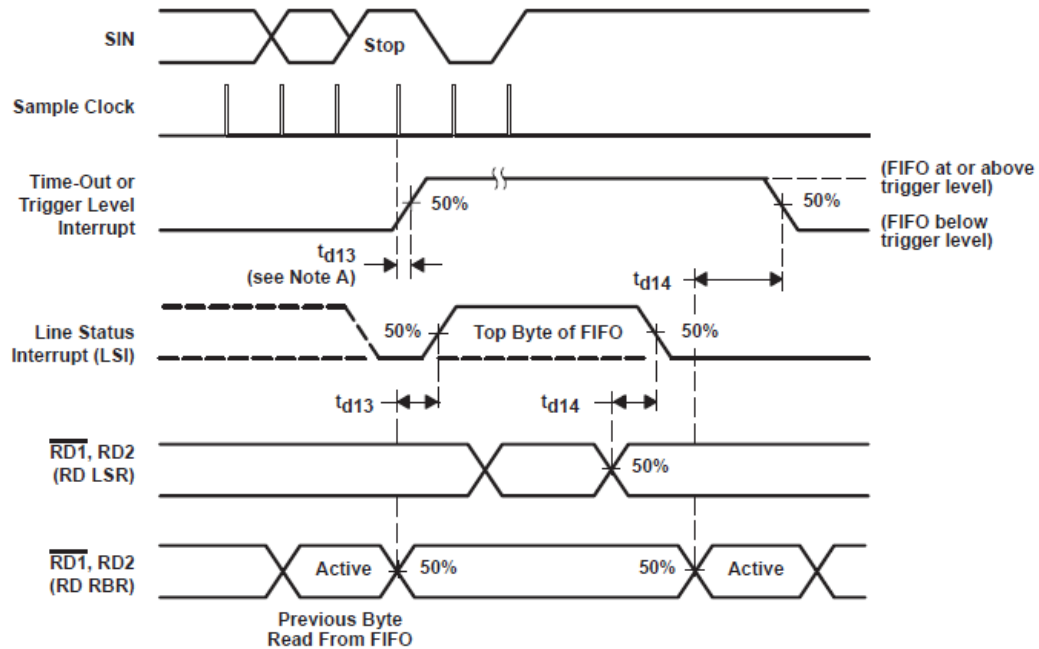 SIN
Stop
Sample Clock
Time-Out or
Trigger Level
Interrupt
50%
50%
(FIFO at or above
trigger level)
(FIFO below
trigger level)
td13
(see Note A)
td14
Line Status
Interrupt (LSI)
50%
Top Byte of FIFO
50%
td13
td14
RD1, RD2
(RD LSR)
50%
RD1, RD2
(RD RBR)
Active
50%
50%
Active
Previous Byte
Read From FIFO